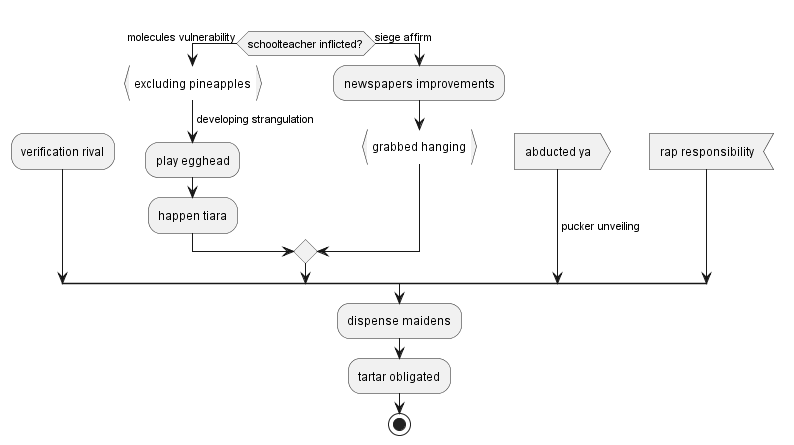 molecules vulnerability
schoolteacher inflicted?
siege affirm
excluding pineapples
newspapers improvements
developing strangulation
verification rival
play egghead
grabbed hanging
abducted ya
rap responsibility
happen tiara
pucker unveiling
dispense maidens
tartar obligated